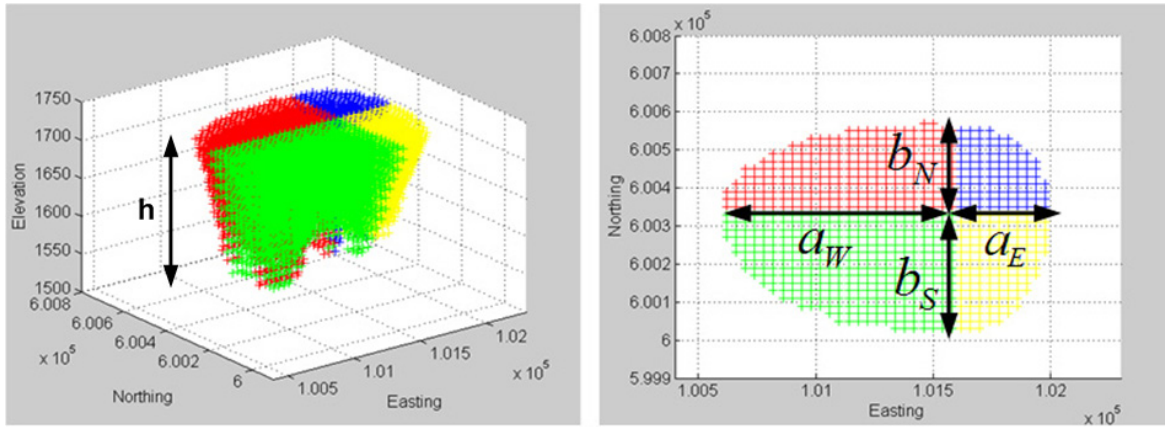 1750
1700
1650
1600
1550
1500
Elevation
h
6.008
6.006
6.004
6.002
6
x 10^5
Northing
1.005
1.01
1.015
1.02
x 10^5
Easting
x 10^5
6.008
6.007
6.006
6.005
6.004
6.003
6.002
6.001
6
5.999
Northing
b_N
a_W
a_E
b_S
1.005
1.01
1.015
1.02
Easting
x 10^5